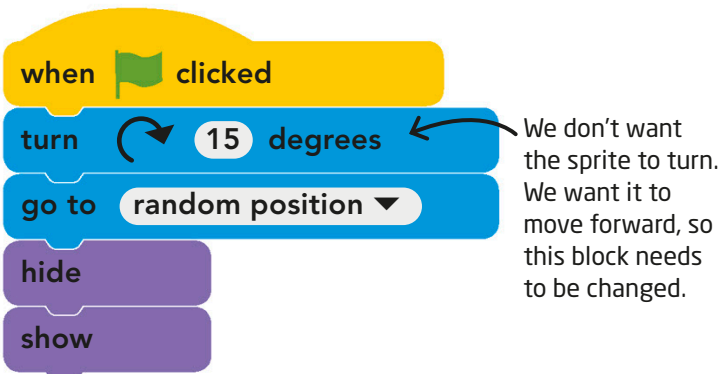 when clicked
turn 15 degrees
go to random position
hide
show
We don't want
the sprite to turn.
We want it to
move forward, so
this block needs
to be changed.